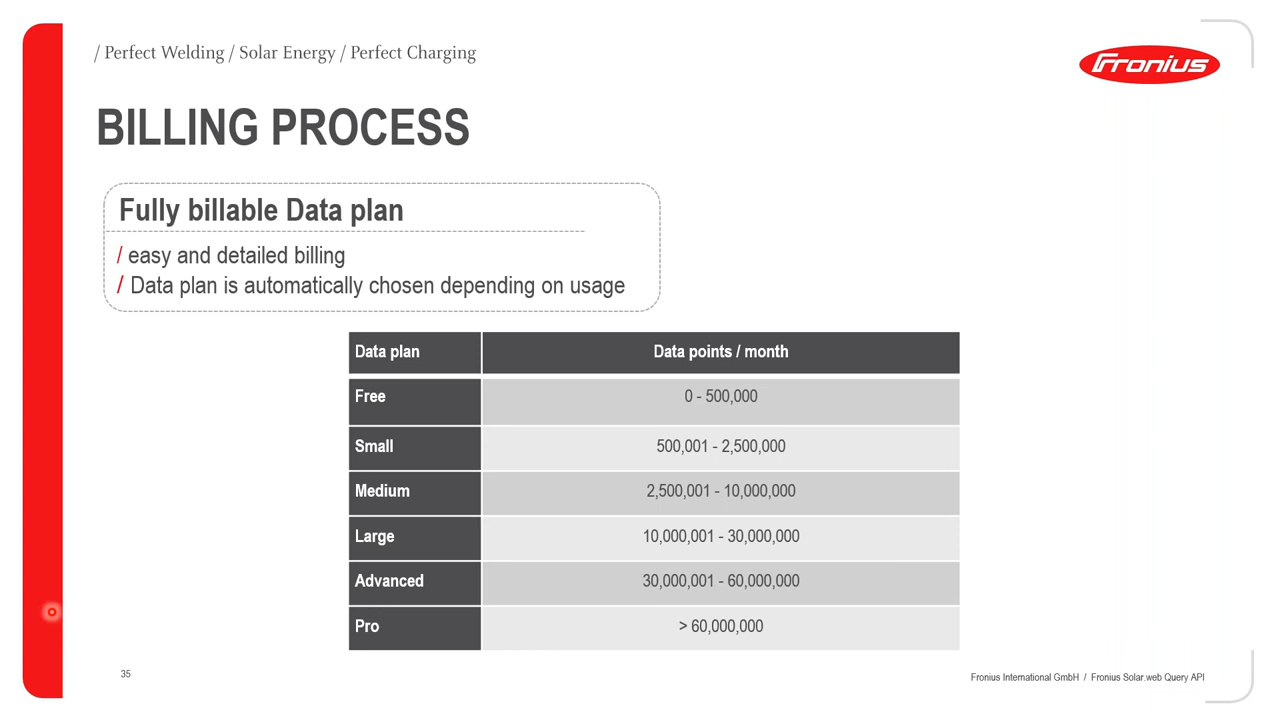 / Perfect Welding / Solar Energy / Perfect Charging
Fronius
BILLING PROCESS
Fully billable Data plan
/ easy and detailed billing
/ Data plan is automatically chosen depending on usage
Data plan Data points / month
Free 0 - 500,000
Small 500,001 - 2,500,000
Medium 2,500,001 - 10,000,000
Large 10,000,001 - 30,000,000
Advanced 30,000,001 - 60,000,000
Pro > 60,000,000
35
Fronius International GmbH / Fronius Solar.web Query API